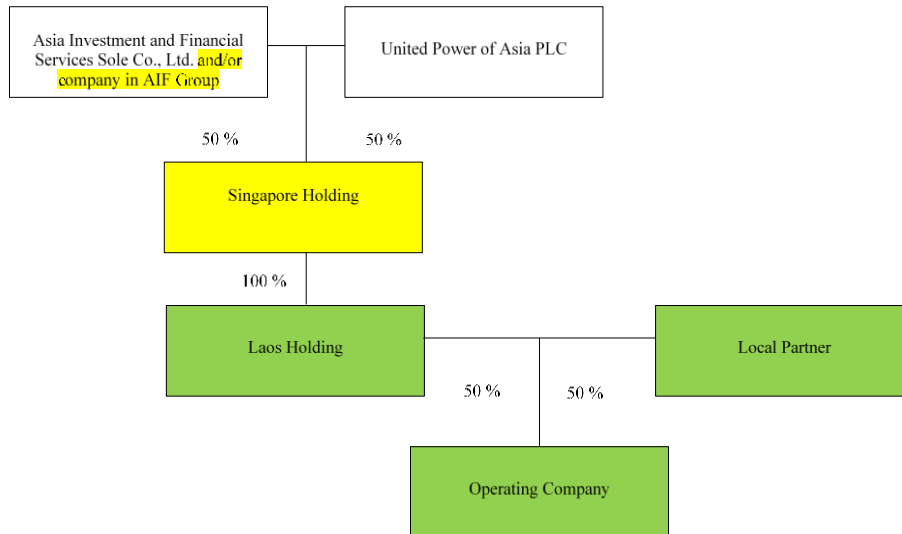 Asia Investment and Financial
Services Sole Co., Ltd. and/or
company in AIF Group
United Power of Asia PLC
50 %
50 %
Singapore Holding
100 %
Laos Holding
Local Partner
50 %
50 %
Operating Company